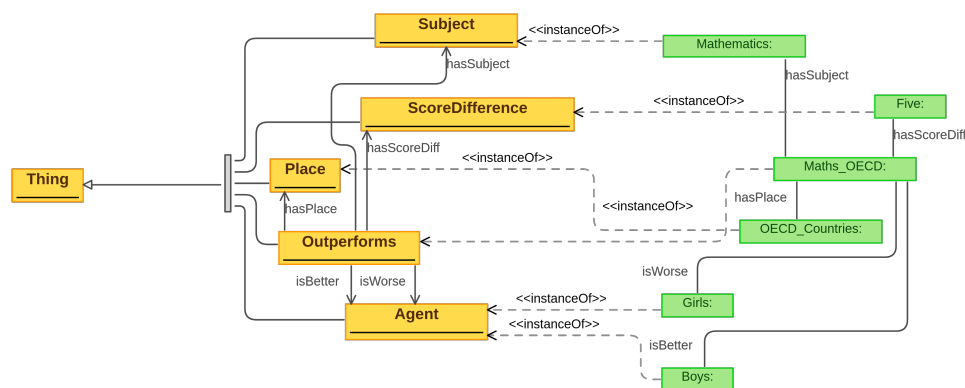 Subject
<<instanceOf>>
Mathematics:
hasSubject
hasSubject
ScoreDifference
<<instanceOf>>
Five:
hasScoreDiff
hasScoreDiff
<<instanceOf>>
Thing
Place
Maths_OECD:
hasPlace
hasPlace
<<instanceOf>>
Outperforms
OECD_Countries:
isBetter
isWorse
isWorse
<<instanceOf>>
Girls:
Agent
<<instanceOf>>
isBetter
Boys: